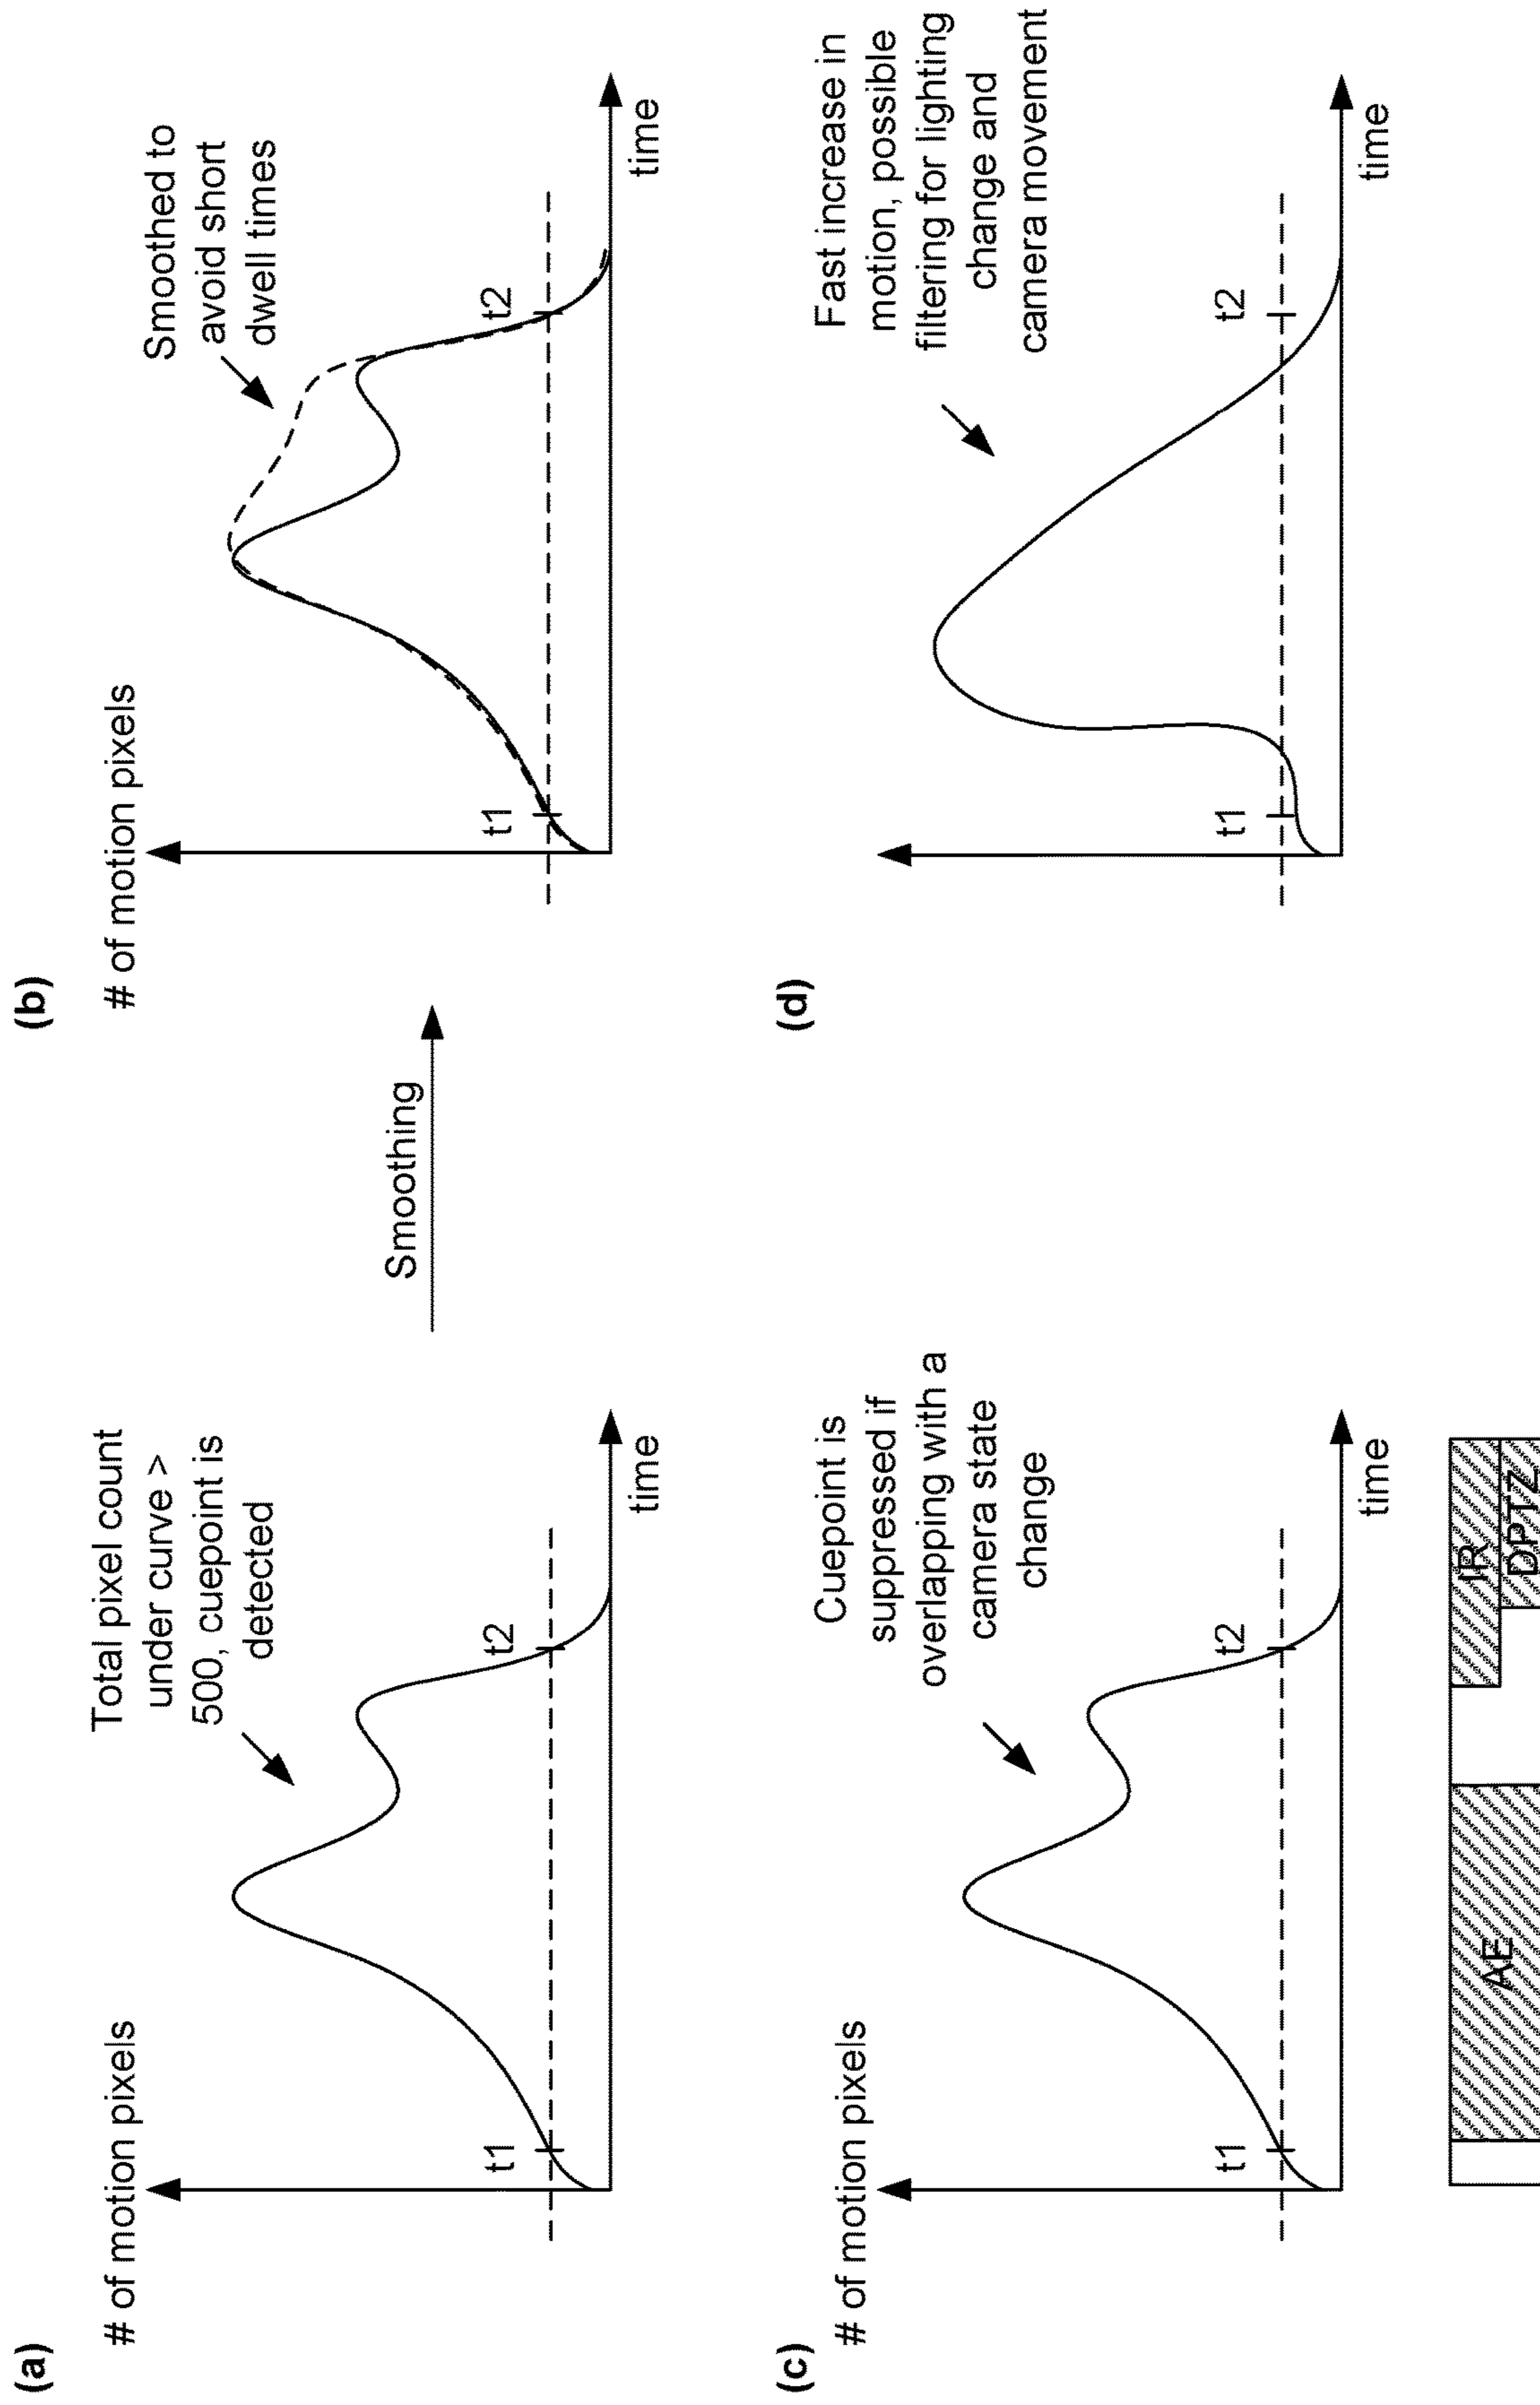 (a)
# of motion pixels
Total pixel count
under curve >
500, cuepoint is
detected
t1
t2
time
Smoothing
(b)
# of motion pixels
Smoothed to
avoid short
dwell times
t1
t2
time
(c)
# of motion pixels
Cuepoint is
suppressed if
overlapping with a
camera state
change
t1
t2
time
AE
IR
DPTZ
(d)
Fast increase in
motion, possible
filtering for lighting
change and
camera movement
t1
t2
time